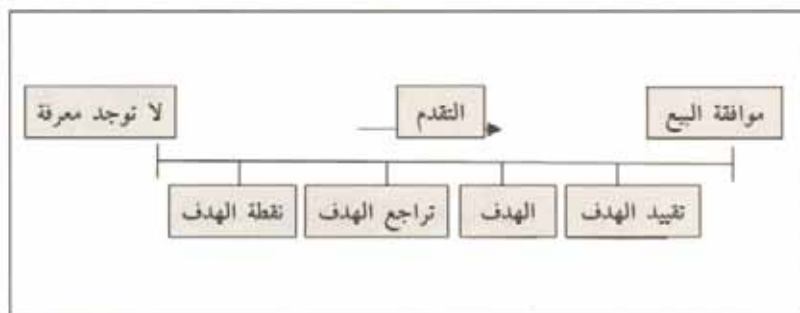 موافقة البيع
التقدم
لا توجد معرفة
تقييد الهدف
الهدف
تراجع الهدف
نقطة الهدف